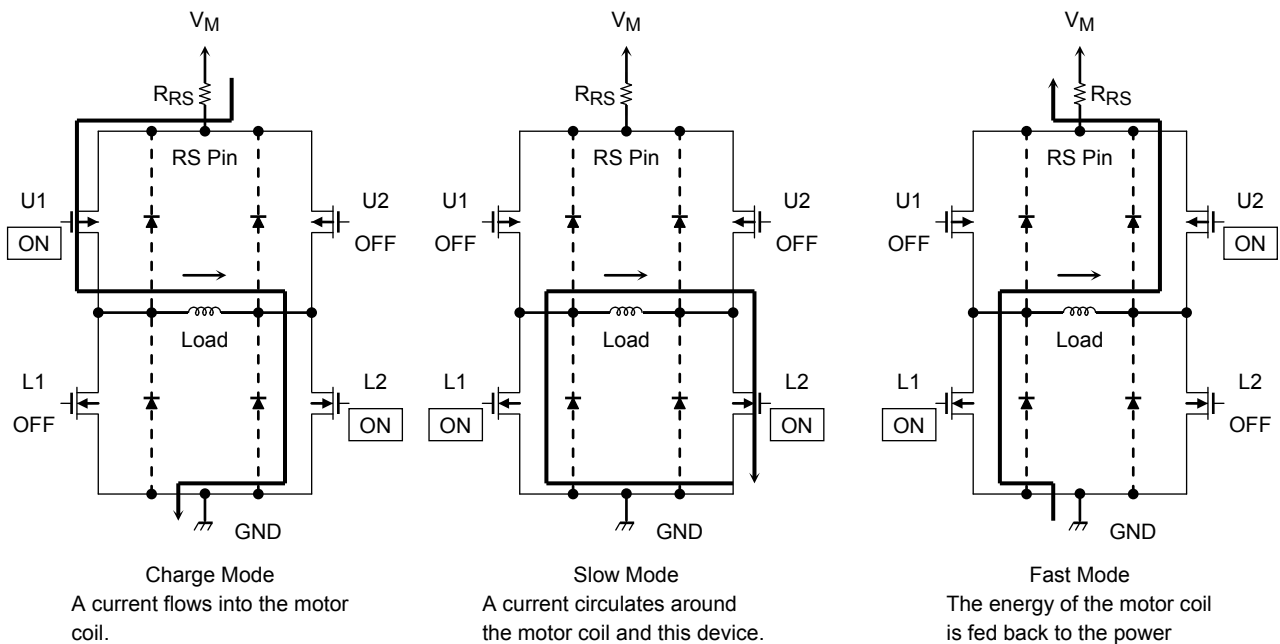 VM
RRS
RS Pin
U1
ON
U2
OFF
Load
L1
OFF
L2
ON
GND
Charge Mode
A current flows into the motor
coil.
VM
RRS
RS Pin
U1
OFF
U2
OFF
Load
L1
ON
L2
ON
GND
Slow Mode
A current circulates around
the motor coil and this device.
VM
RRS
RS Pin
U1
OFF
U2
ON
Load
L1
ON
L2
OFF
GND
Fast Mode
The energy of the motor coil
is fed back to the power